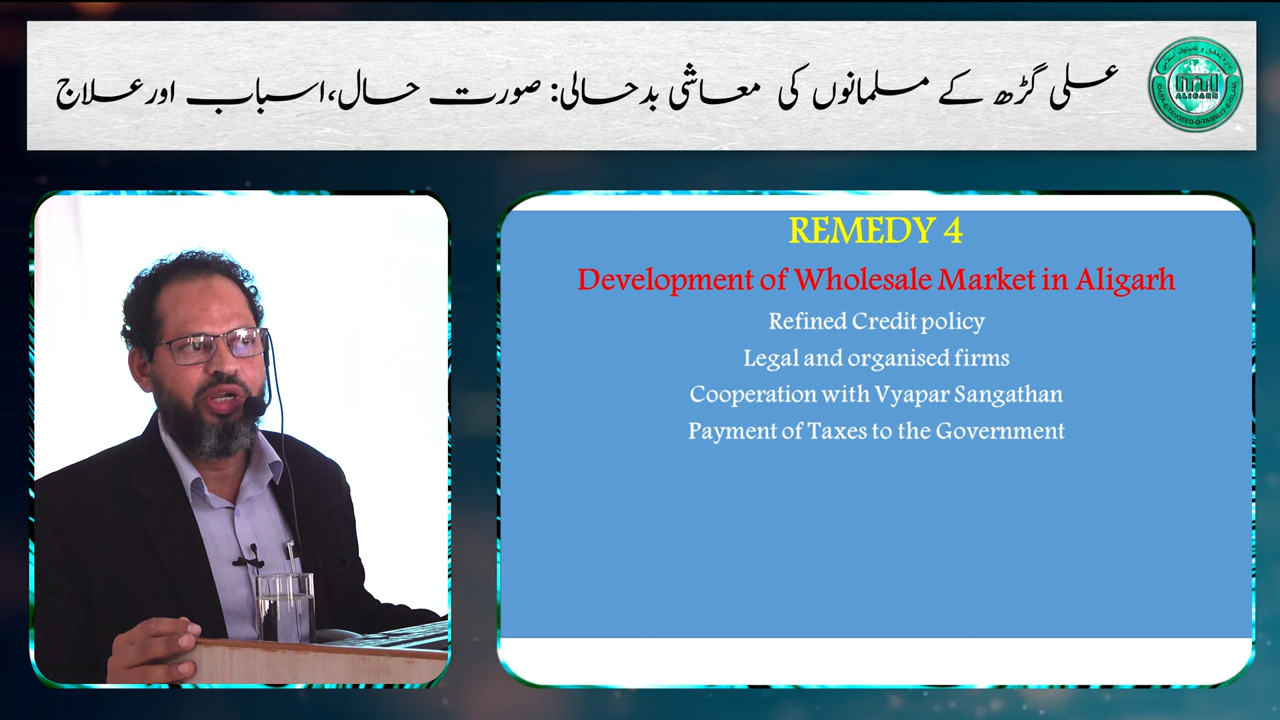 علی گڑھ کے مسلمانوں کی معاشی بدحالی: صورت حال، اسباب اور علاج
ALIGARH
REMEDY 4
Development of Wholesale Market in Aligarh
Refined Credit policy
Legal and organised firms
Cooperation with Vyapar Sangathan
Payment of Taxes to the Government